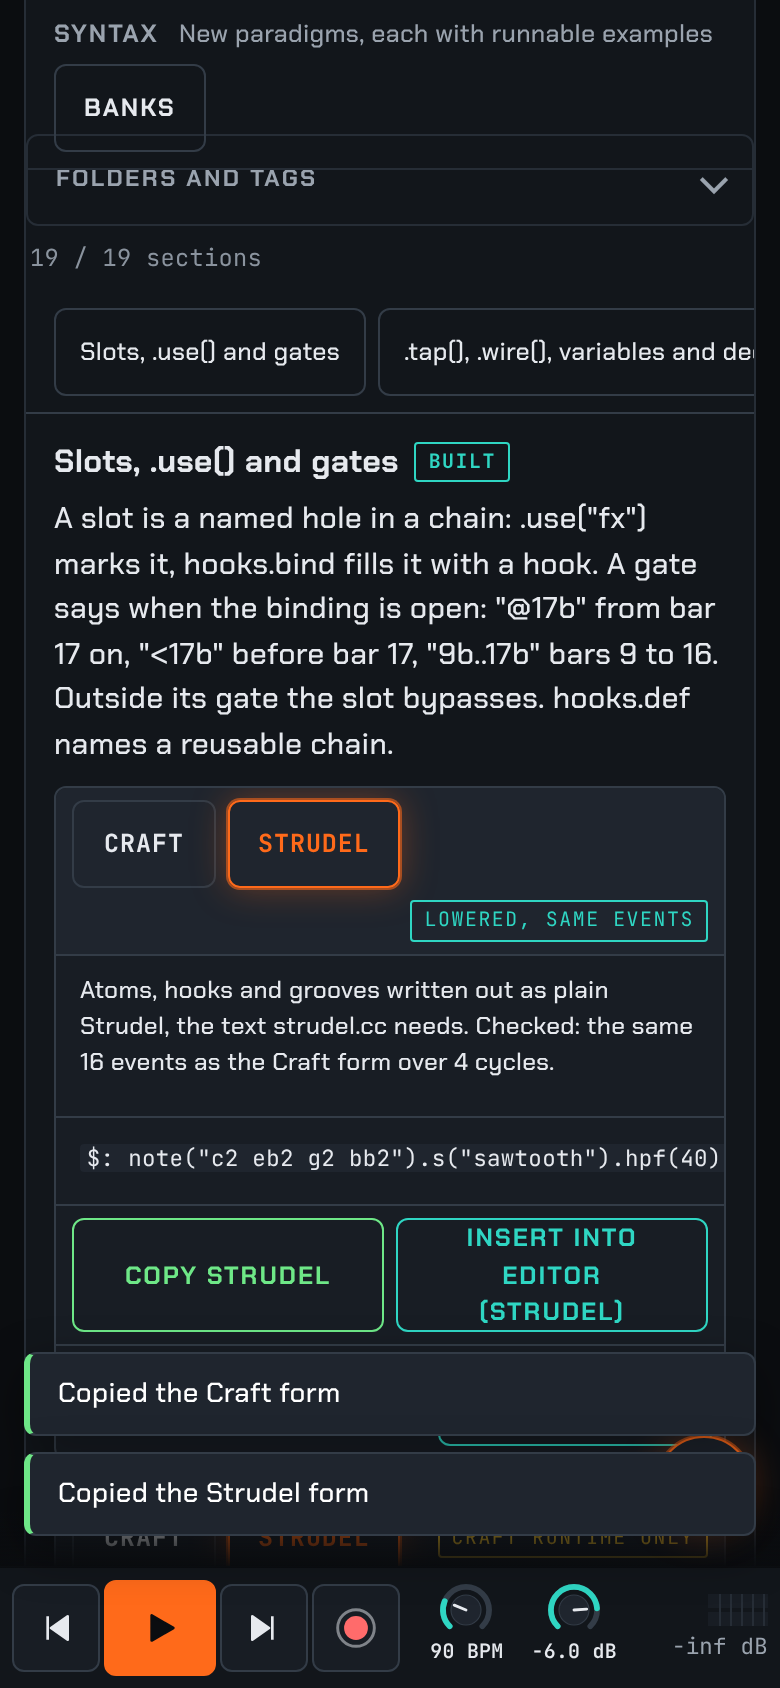 SYNTAX New paradigms, each with runnable examples
BANKS
FOLDERS AND TAGS
19 / 19 sections
Slots, .use() and gates
.tap(), .wire(), variables and de
Slots, .use() and gates BUILT
A slot is a named hole in a chain: .use("fx")
marks it, hooks.bind fills it with a hook. A gate
says when the binding is open: "@17b" from bar
17 on, "<17b" before bar 17, "9b..17b" bars 9 to 16.
Outside its gate the slot bypasses. hooks.def
names a reusable chain.
CRAFT STRUDEL
LOWERED, SAME EVENTS
Atoms, hooks and grooves written out as plain
Strudel, the text strudel.cc needs. Checked: the same
16 events as the Craft form over 4 cycles.
$: note("c2 eb2 g2 bb2").s("sawtooth").hpf(40)
COPY STRUDEL
INSERT INTO
EDITOR
(STRUDEL)
Copied the Craft form
Copied the Strudel form
CRAFT STRUDEL CRAFT RUNTIME ONLY
90 BPM -6.0 dB -inf dB